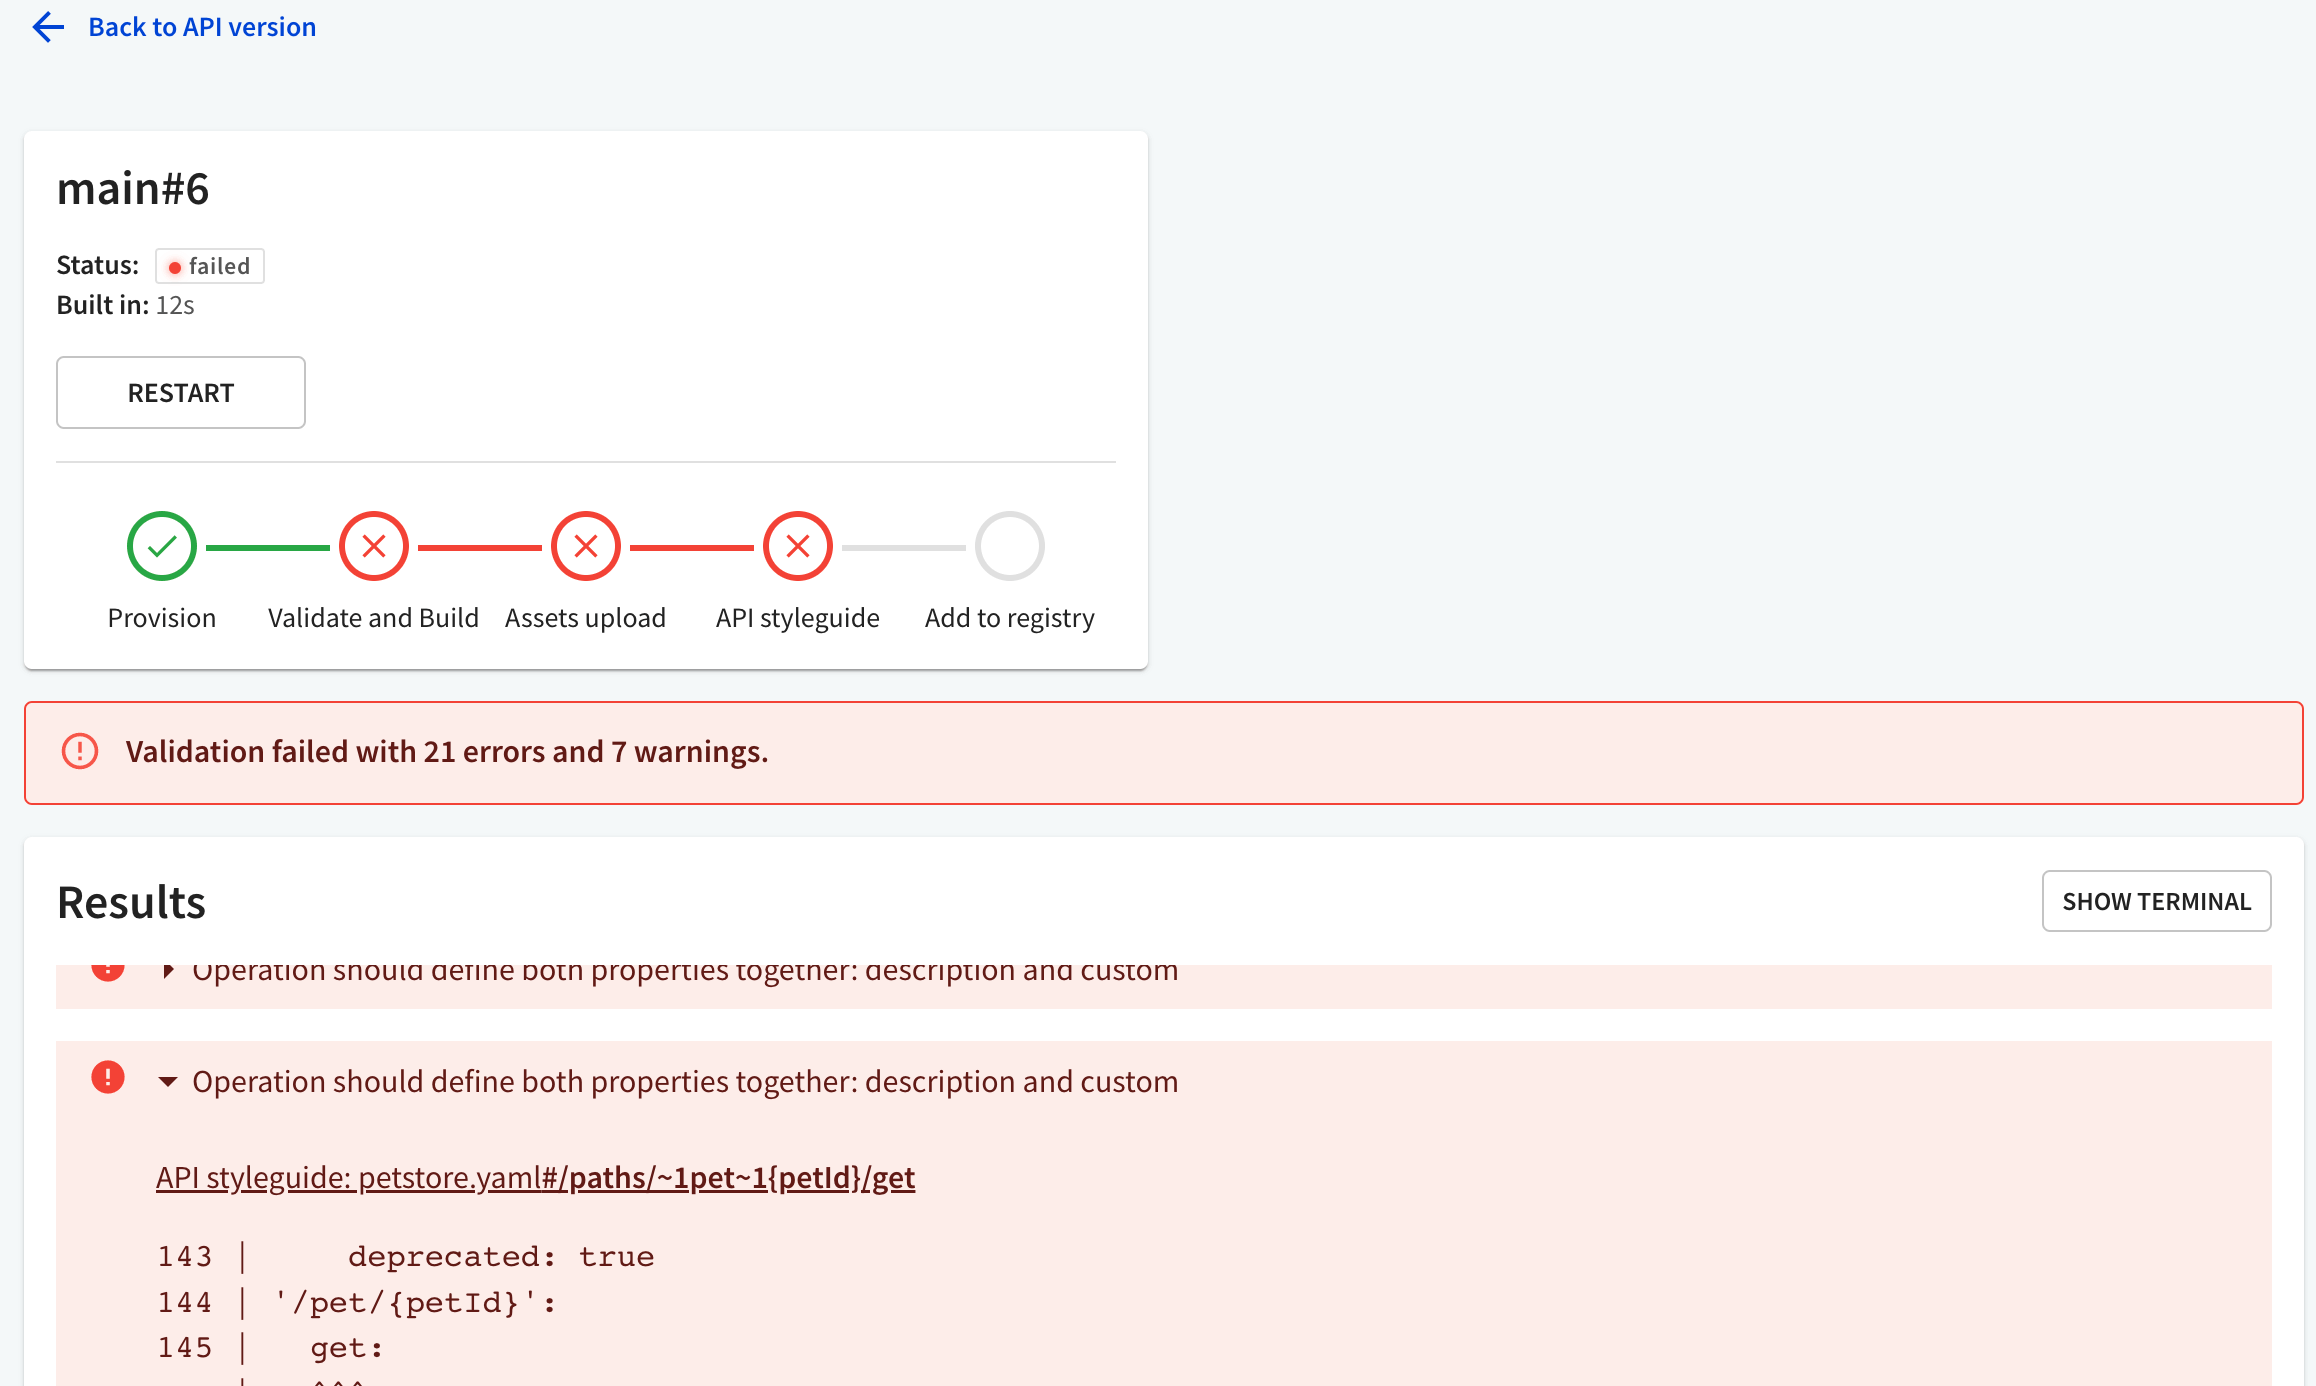 Back to API version
main#6
Status: failed
Built in: 12s
RESTART
Provision
Validate and Build
Assets upload
API styleguide
Add to registry
Validation failed with 21 errors and 7 warnings.
Results
SHOW TERMINAL
Operation should define both properties together: description and custom
Operation should define both properties together: description and custom
API styleguide: petstore.yaml#/paths/~1pet~1{petId}/get
143 |     deprecated: true
144 | '/pet/{petId}':
145 |   get:
    |   ^^^